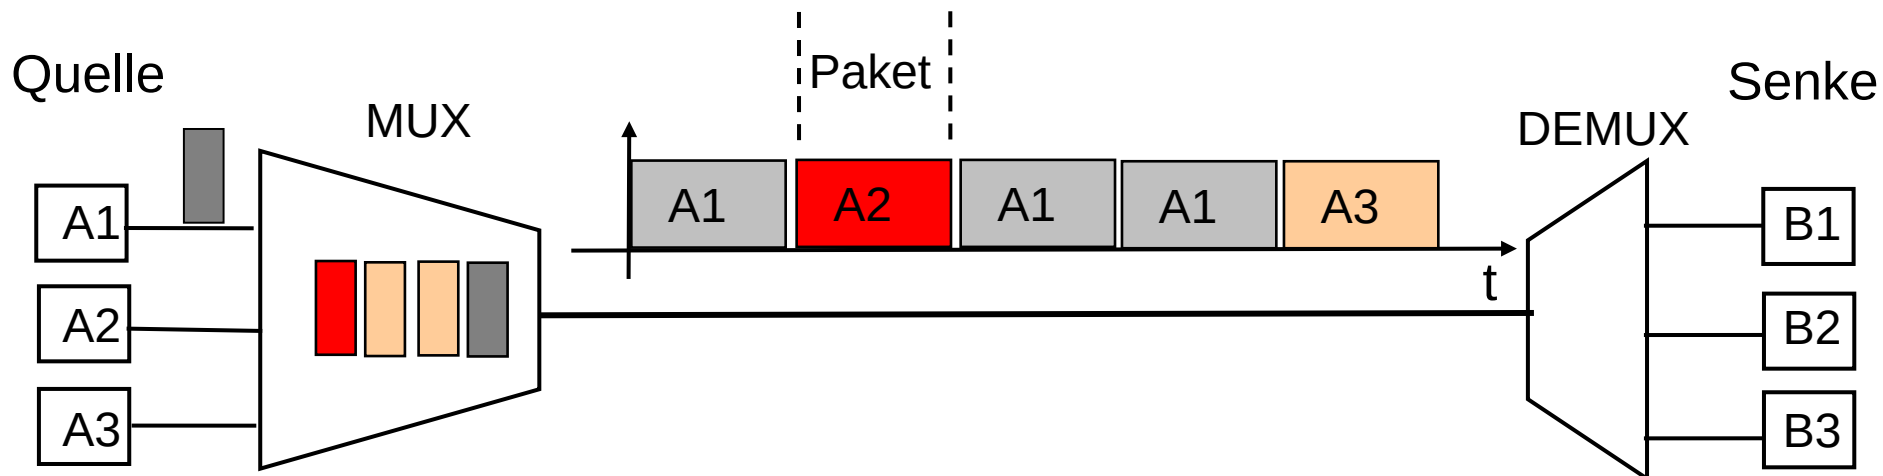 Quelle
Paket
Senke
MUX
DEMUX
A1
A2
A3
A1
A2
A1
A1
A3
t
B1
B2
B3